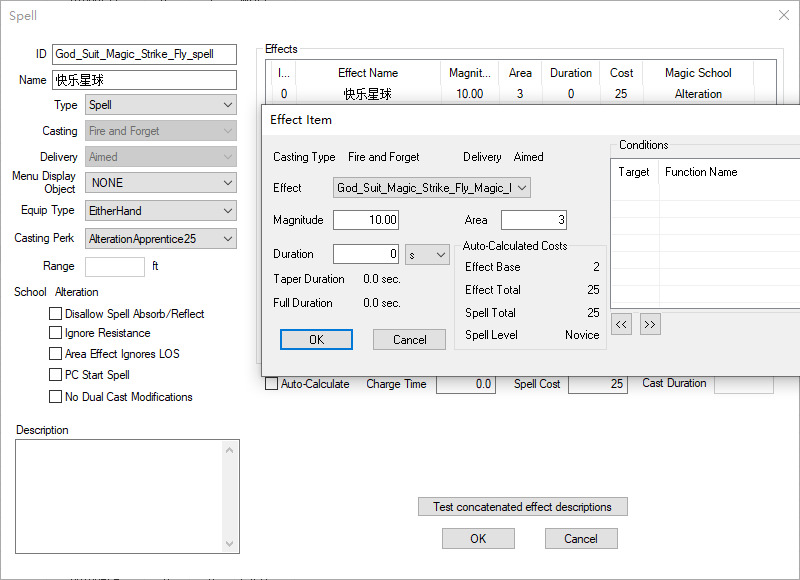 Spell
ID God_Suit_Magic_Strike_Fly_spell
Name 快乐星球
Type Spell
Casting Fire and Forget
Delivery Aimed
Menu Display Object NONE
Equip Type EitherHand
Casting Perk AlterationApprentice25
Range ft
School Alteration
Disallow Spell Absorb/Reflect
Ignore Resistance
Area Effect Ignores LOS
PC Start Spell
No Dual Cast Modifications
Description
Effects
I... Effect Name Magnit... Area Duration Cost Magic School
0 快乐星球 10.00 3 0 25 Alteration
Effect Item
Casting Type Fire and Forget Delivery Aimed
Effect God_Suit_Magic_Strike_Fly_Magic_I
Magnitude 10.00 Area 3
Duration 0 s
Taper Duration 0.0 sec.
Full Duration 0.0 sec.
Auto-Calculated Costs
Effect Base 2
Effect Total 25
Spell Total 25
Spell Level Novice
OK Cancel
Conditions
Target Function Name
<< >>
Auto-Calculate Charge Time 0.0 Spell Cost 25 Cast Duration
Test concatenated effect descriptions
OK Cancel